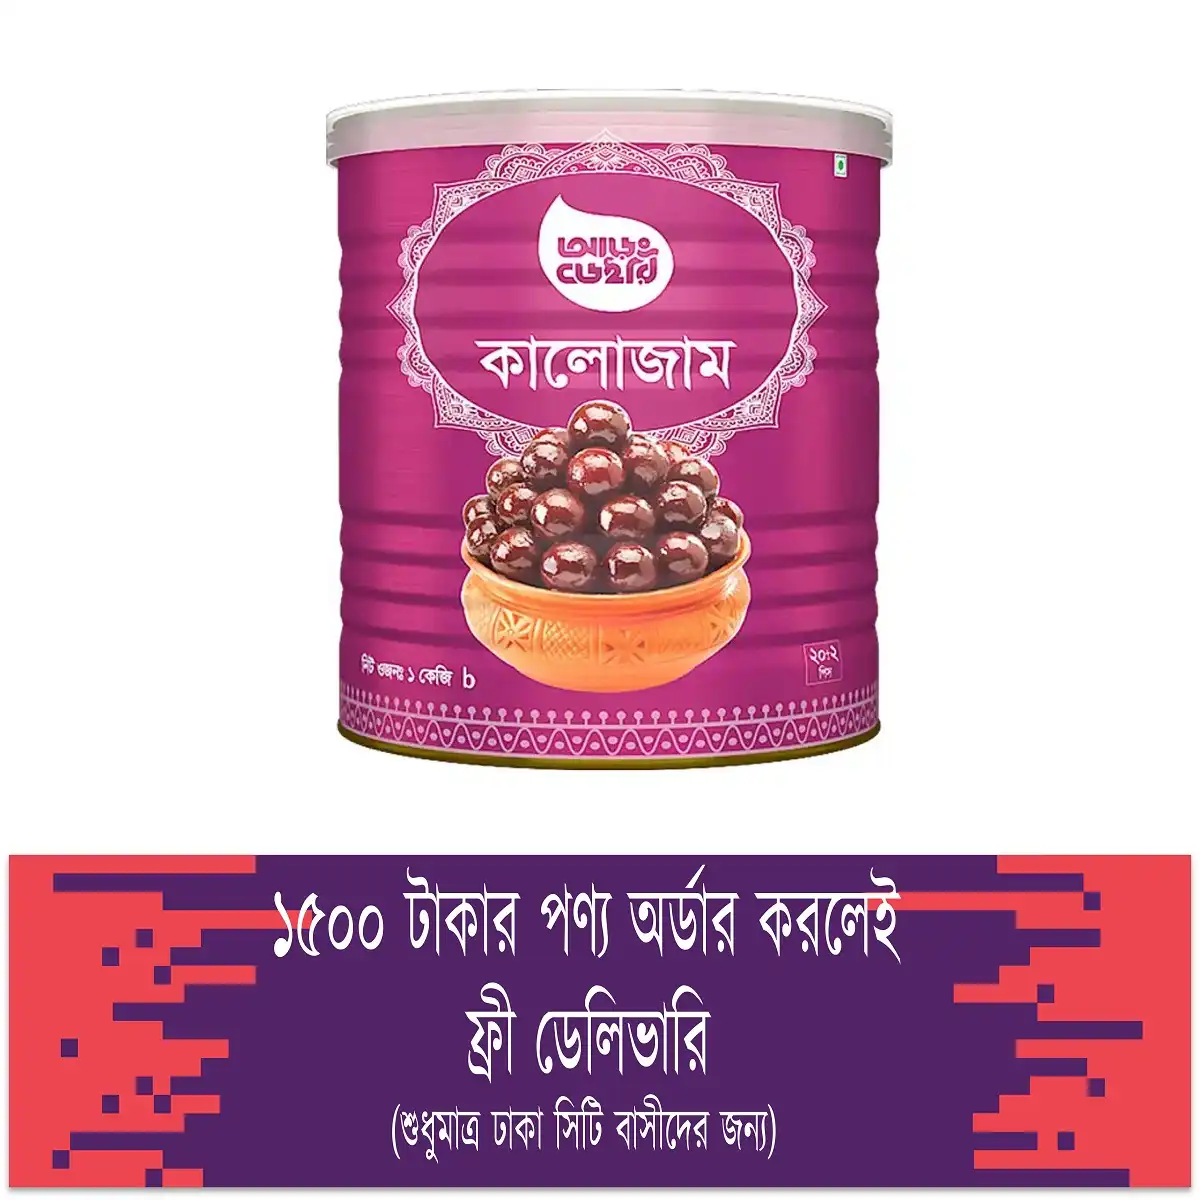 আড়ং
ডেইরি
কালোজাম
নিট ওজনঃ ১ কেজি b
২০+২
পিস
১৫০০ টাকার পণ্য অর্ডার করলেই
ফ্রী ডেলিভারি
(শুধুমাত্র ঢাকা সিটি বাসীদের জন্য)